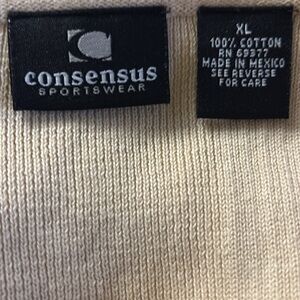 C
consensus
SPORTSWEAR
XL
100% COTTON
RN 69377
MADE IN MEXICO
SEE REVERSE
FOR CARE